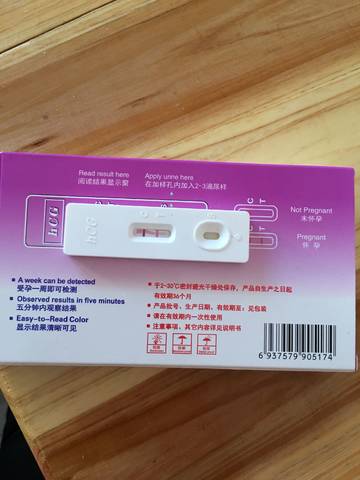 Read result here
阅读结果显示窗
Apply urine here
在加样孔内加入2-3滴尿样
hCG
C T
Not Pregnant
未怀孕
Pregnant
怀 孕
hCG
C T
S
A week can be detected
受孕一周即可检测
Observed results in five minutes
五分钟内观察结果
Easy-to-Read Color
显示结果清晰可见
于2-30℃密封避光干燥处保存，产品自生产之日起
有效期36个月
产品批号、生产日期、有效期至：见包装
请在有效期内一次性使用
注意事项，其它内容详见说明书
6 937579 905174